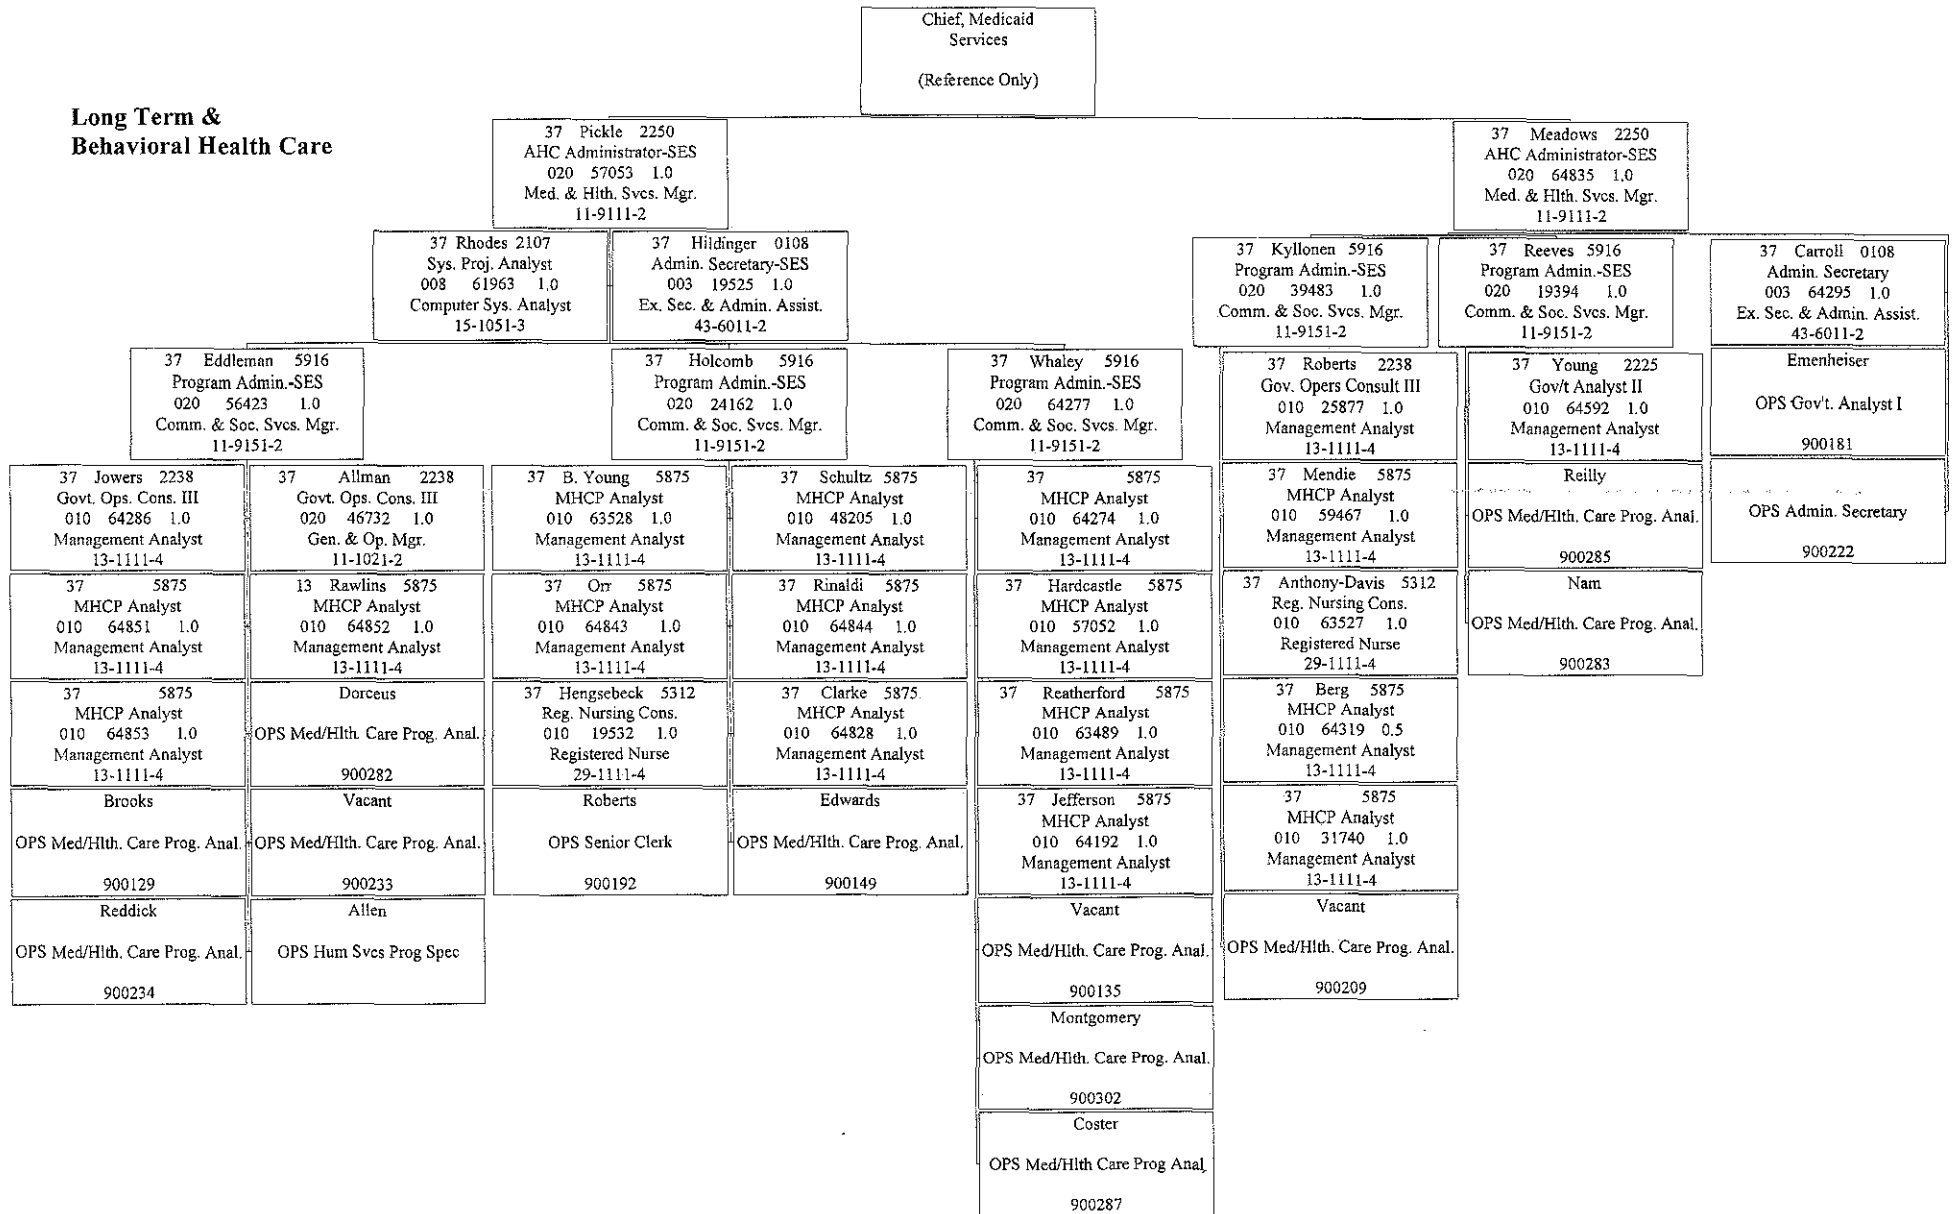 Chief, Medicaid
Services
(Reference Only)
Long Term &
Behavioral Health Care
37 Pickle 2250
AHC Administrator-SES
020 57053 1.0
Med. & Hlth. Svcs. Mgr.
11-9111-2
37 Meadows 2250
AHC Administrator-SES
020 64835 1.0
Med. & Hlth. Svcs. Mgr.
11-9111-2
37 Rhodes 2107
Sys. Proj. Analyst
008 61963 1.0
Computer Sys. Analyst
15-1051-3
37 Hildinger 0108
Admin. Secretary-SES
003 19525 1.0
Ex. Sec. & Admin. Assist.
43-6011-2
37 Kyllonen 5916
Program Admin.-SES
020 39483 1.0
Comm. & Soc. Svcs. Mgr.
11-9151-2
37 Reeves 5916
Program Admin.-SES
020 19394 1.0
Comm. & Soc. Svcs. Mgr.
11-9151-2
37 Carroll 0108
Admin. Secretary
003 64295 1.0
Ex. Sec. & Admin. Assist.
43-6011-2
37 Eddleman 5916
Program Admin.-SES
020 56423 1.0
Comm. & Soc. Svcs. Mgr.
11-9151-2
37 Holcomb 5916
Program Admin.-SES
020 24162 1.0
Comm. & Soc. Svcs. Mgr.
11-9151-2
37 Whaley 5916
Program Admin.-SES
020 64277 1.0
Comm. & Soc. Svcs. Mgr.
11-9151-2
37 Roberts 2238
Gov. Opers Consult III
010 25877 1.0
Management Analyst
13-1111-4
37 Young 2225
Gov/t Analyst II
010 64592 1.0
Management Analyst
13-1111-4
Emenheiser
OPS Gov't. Analyst I
900181
37 Jowers 2238
Govt. Ops. Cons. III
010 64286 1.0
Management Analyst
13-1111-4
37 Allman 2238
Govt. Ops. Cons. III
020 46732 1.0
Gen. & Op. Mgr.
11-1021-2
37 B. Young 5875
MHCP Analyst
010 63528 1.0
Management Analyst
13-1111-4
37 Schultz 5875
MHCP Analyst
010 48205 1.0
Management Analyst
13-1111-4
37 5875
MHCP Analyst
010 64274 1.0
Management Analyst
13-1111-4
37 Mendie 5875
MHCP Analyst
010 59467 1.0
Management Analyst
13-1111-4
Reilly
OPS Med/Hlth. Care Prog. Anal.
900285
OPS Admin. Secretary
900222
37 5875
MHCP Analyst
010 64851 1.0
Management Analyst
13-1111-4
13 Rawlins 5875
MHCP Analyst
010 64852 1.0
Management Analyst
13-1111-4
37 Orr 5875
MHCP Analyst
010 64843 1.0
Management Analyst
13-1111-4
37 Rinaldi 5875
MHCP Analyst
010 64844 1.0
Management Analyst
13-1111-4
37 Hardcastle 5875
MHCP Analyst
010 57052 1.0
Management Analyst
13-1111-4
37 Anthony-Davis 5312
Reg. Nursing Cons.
010 63527 1.0
Registered Nurse
29-1111-4
Nam
OPS Med/Hlth. Care Prog. Anal.
900283
37 5875
MHCP Analyst
010 64853 1.0
Management Analyst
13-1111-4
Dorceus
OPS Med/Hlth. Care Prog. Anal.
900282
37 Hengsebeck 5312
Reg. Nursing Cons.
010 19532 1.0
Registered Nurse
29-1111-4
37 Clarke 5875
MHCP Analyst
010 64828 1.0
Management Analyst
13-1111-4
37 Reatherford 5875
MHCP Analyst
010 63489 1.0
Management Analyst
13-1111-4
37 Berg 5875
MHCP Analyst
010 64319 0.5
Management Analyst
13-1111-4
Brooks
OPS Med/Hlth. Care Prog. Anal.
900129
Vacant
OPS Med/Hlth. Care Prog. Anal.
900233
Roberts
OPS Senior Clerk
900192
Edwards
OPS Med/Hlth. Care Prog. Anal.
900149
37 Jefferson 5875
MHCP Analyst
010 64192 1.0
Management Analyst
13-1111-4
37 5875
MHCP Analyst
010 31740 1.0
Management Analyst
13-1111-4
Reddick
OPS Med/Hlth. Care Prog. Anal.
900234
Allen
OPS Hum Svcs Prog Spec
Vacant
OPS Med/Hlth. Care Prog. Anal.
900135
Vacant
OPS Med/Hlth. Care Prog. Anal.
900209
Montgomery
OPS Med/Hlth. Care Prog. Anal.
900302
Coster
OPS Med/Hlth Care Prog Anal
900287